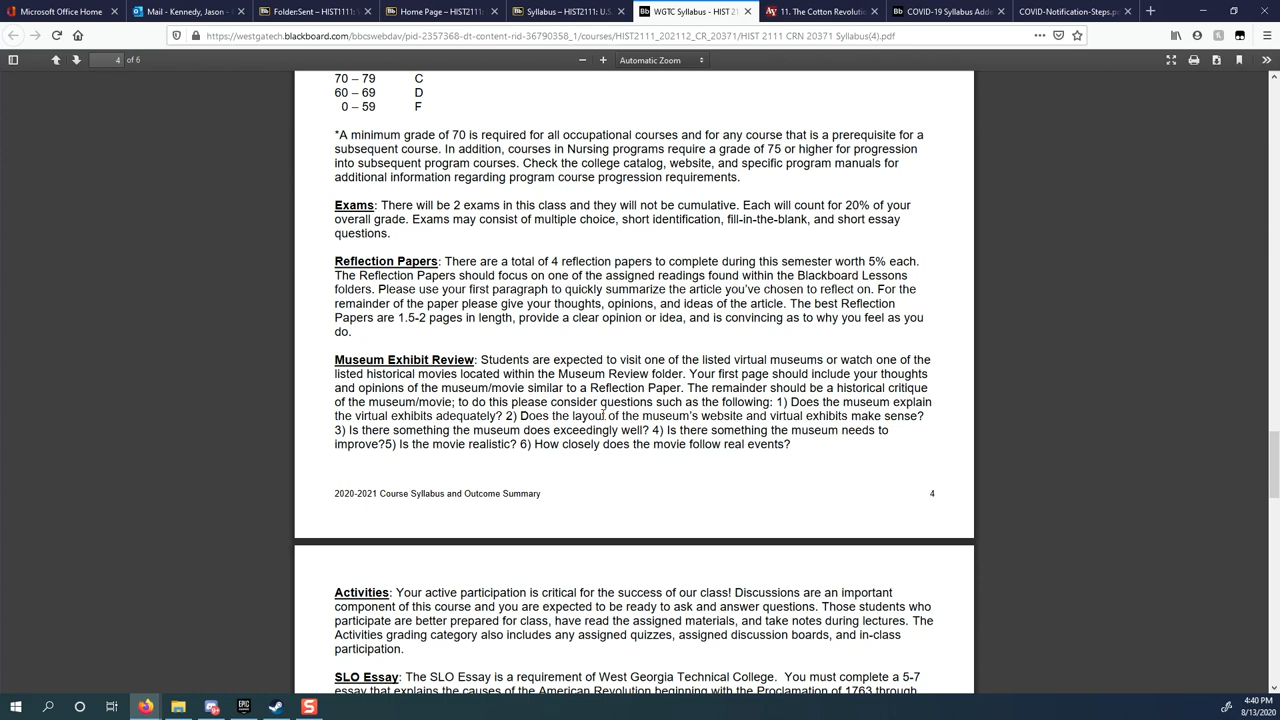 Microsoft Office Home
Mail - Kennedy, Jason -
FolderSent – HIST1111: W
Home Page – HIST2111: U
Syllabus – HIST2111: U.S.
WGTC Syllabus - HIST 21
11. The Cotton Revolutio
COVID-19 Syllabus Adde
COVID-Notification-Steps.pd
https://westgatech.blackboard.com/bbcswebdav/pid-2357368-dt-content-rid-36790358_1/courses/HIST2111_202112_CR_20371/HIST 2111 CRN 20371 Syllabus(4).pdf
4 of 6
Automatic Zoom
70 – 79 C
60 – 69 D
0 – 59 F
*A minimum grade of 70 is required for all occupational courses and for any course that is a prerequisite for a
subsequent course. In addition, courses in Nursing programs require a grade of 75 or higher for progression
into subsequent program courses. Check the college catalog, website, and specific program manuals for
additional information regarding program course progression requirements.
Exams: There will be 2 exams in this class and they will not be cumulative. Each will count for 20% of your
overall grade. Exams may consist of multiple choice, short identification, fill-in-the-blank, and short essay
questions.
Reflection Papers: There are a total of 4 reflection papers to complete during this semester worth 5% each.
The Reflection Papers should focus on one of the assigned readings found within the Blackboard Lessons
folders. Please use your first paragraph to quickly summarize the article you've chosen to reflect on. For the
remainder of the paper please give your thoughts, opinions, and ideas of the article. The best Reflection
Papers are 1.5-2 pages in length, provide a clear opinion or idea, and is convincing as to why you feel as you
do.
Museum Exhibit Review: Students are expected to visit one of the listed virtual museums or watch one of the
listed historical movies located within the Museum Review folder. Your first page should include your thoughts
and opinions of the museum/movie similar to a Reflection Paper. The remainder should be a historical critique
of the museum/movie; to do this please consider questions such as the following: 1) Does the museum explain
the virtual exhibits adequately? 2) Does the layout of the museum's website and virtual exhibits make sense?
3) Is there something the museum does exceedingly well? 4) Is there something the museum needs to
improve?5) Is the movie realistic? 6) How closely does the movie follow real events?
2020-2021 Course Syllabus and Outcome Summary 4
Activities: Your active participation is critical for the success of our class! Discussions are an important
component of this course and you are expected to be ready to ask and answer questions. Those students who
participate are better prepared for class, have read the assigned materials, and take notes during lectures. The
Activities grading category also includes any assigned quizzes, assigned discussion boards, and in-class
participation.
SLO Essay: The SLO Essay is a requirement of West Georgia Technical College. You must complete a 5-7
essay that explains the causes of the American Revolution beginning with the Proclamation of 1763 through
4:40 PM
8/13/2020